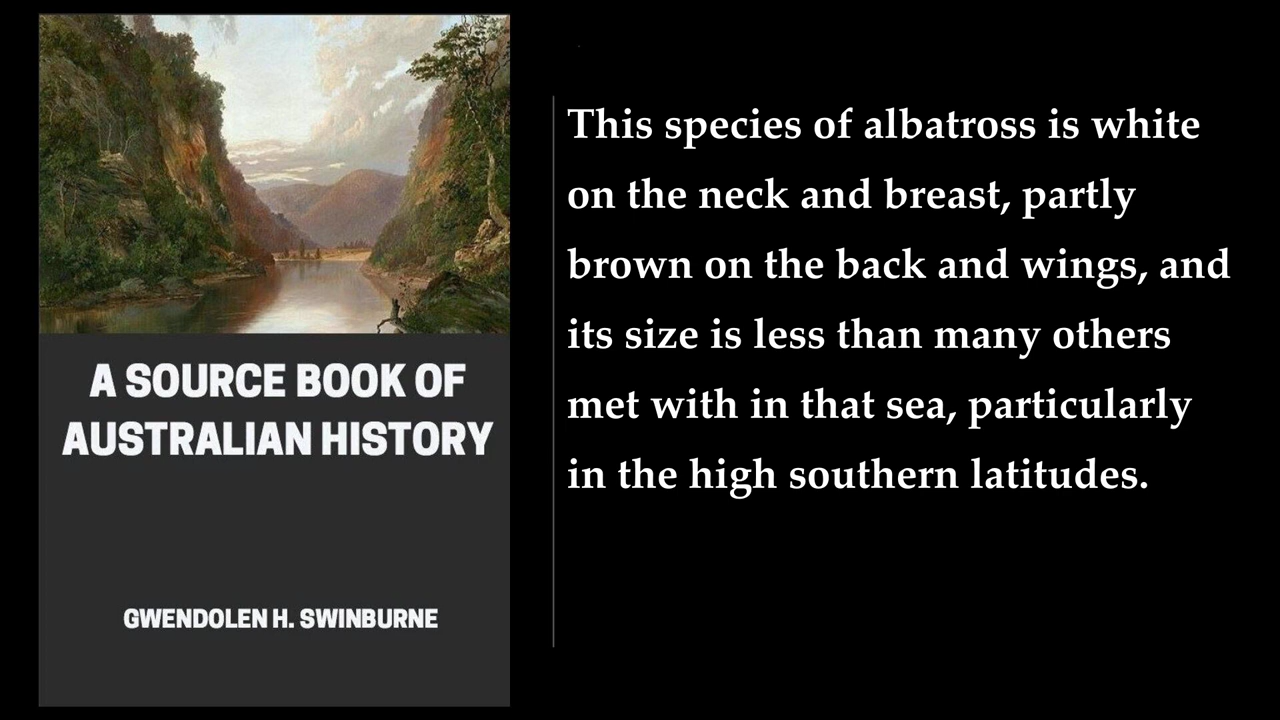 A SOURCE BOOK OF
AUSTRALIAN HISTORY
GWENDOLEN H. SWINBURNE
This species of albatross is white
on the neck and breast, partly
brown on the back and wings, and
its size is less than many others
met with in that sea, particularly
in the high southern latitudes.